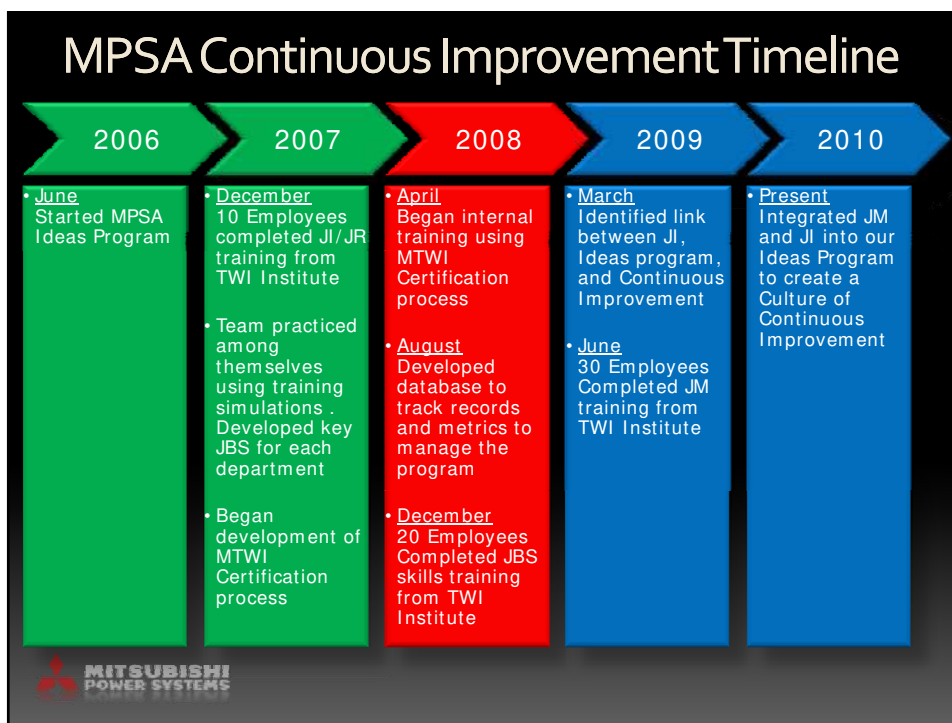 MPSA Continuous Improvement Timeline
2006
2007
2008
2009
2010
• June
Started MPSA
Ideas Program
• December
10 Employees
completed JI/JR
training from
TWI Institute
• Team practiced
among
themselves
using training
simulations .
Developed key
JBS for each
department
• Began
development of
MTWI
Certification
process
• April
Began internal
training using
MTWI
Certification
process
• August
Developed
database to
track records
and metrics to
manage the
program
• December
20 Employees
Completed JBS
skills training
from TWI
Institute
• March
Identified link
between JI,
Ideas program,
and Continuous
Improvement
• June
30 Employees
Completed JM
training from
TWI Institute
• Present
Integrated JM
and JI into our
Ideas Program
to create a
Culture of
Continuous
Improvement
MITSUBISHI
POWER SYSTEMS